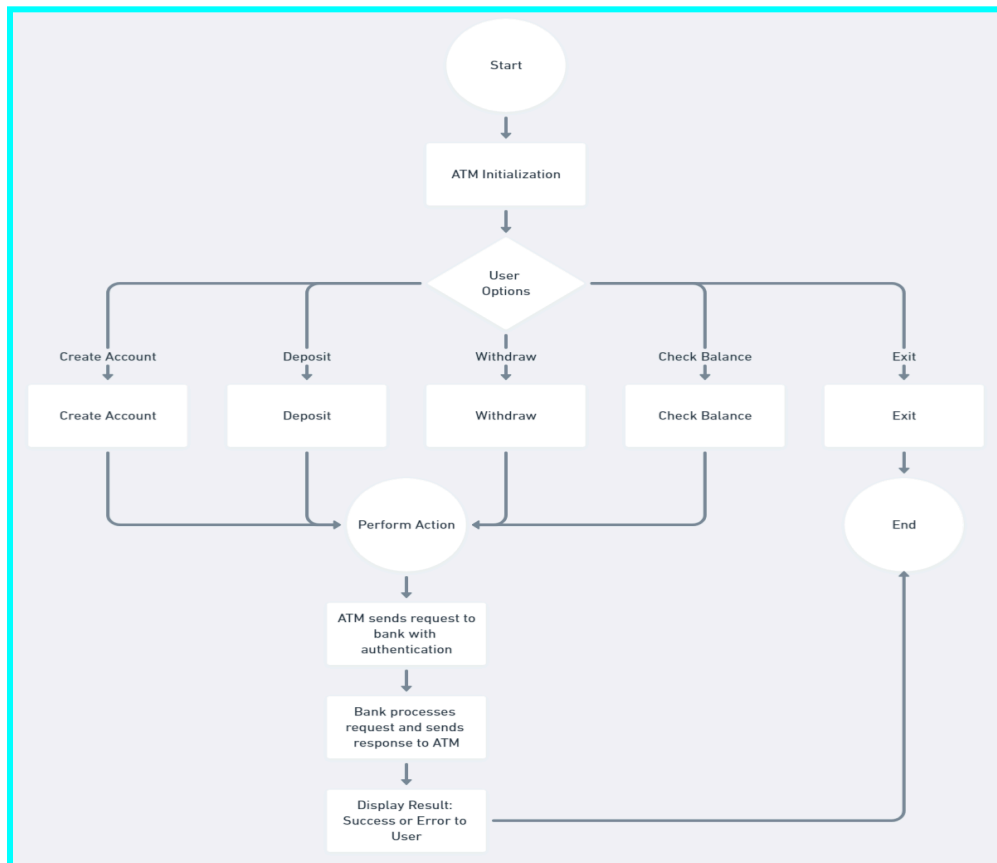 Start
ATM Initialization
User
Options
Create Account
Deposit
Withdraw
Check Balance
Exit
Create Account
Deposit
Withdraw
Check Balance
Exit
Perform Action
End
ATM sends request to
bank with
authentication
Bank processes
request and sends
response to ATM
Display Result:
Success or Error to
User